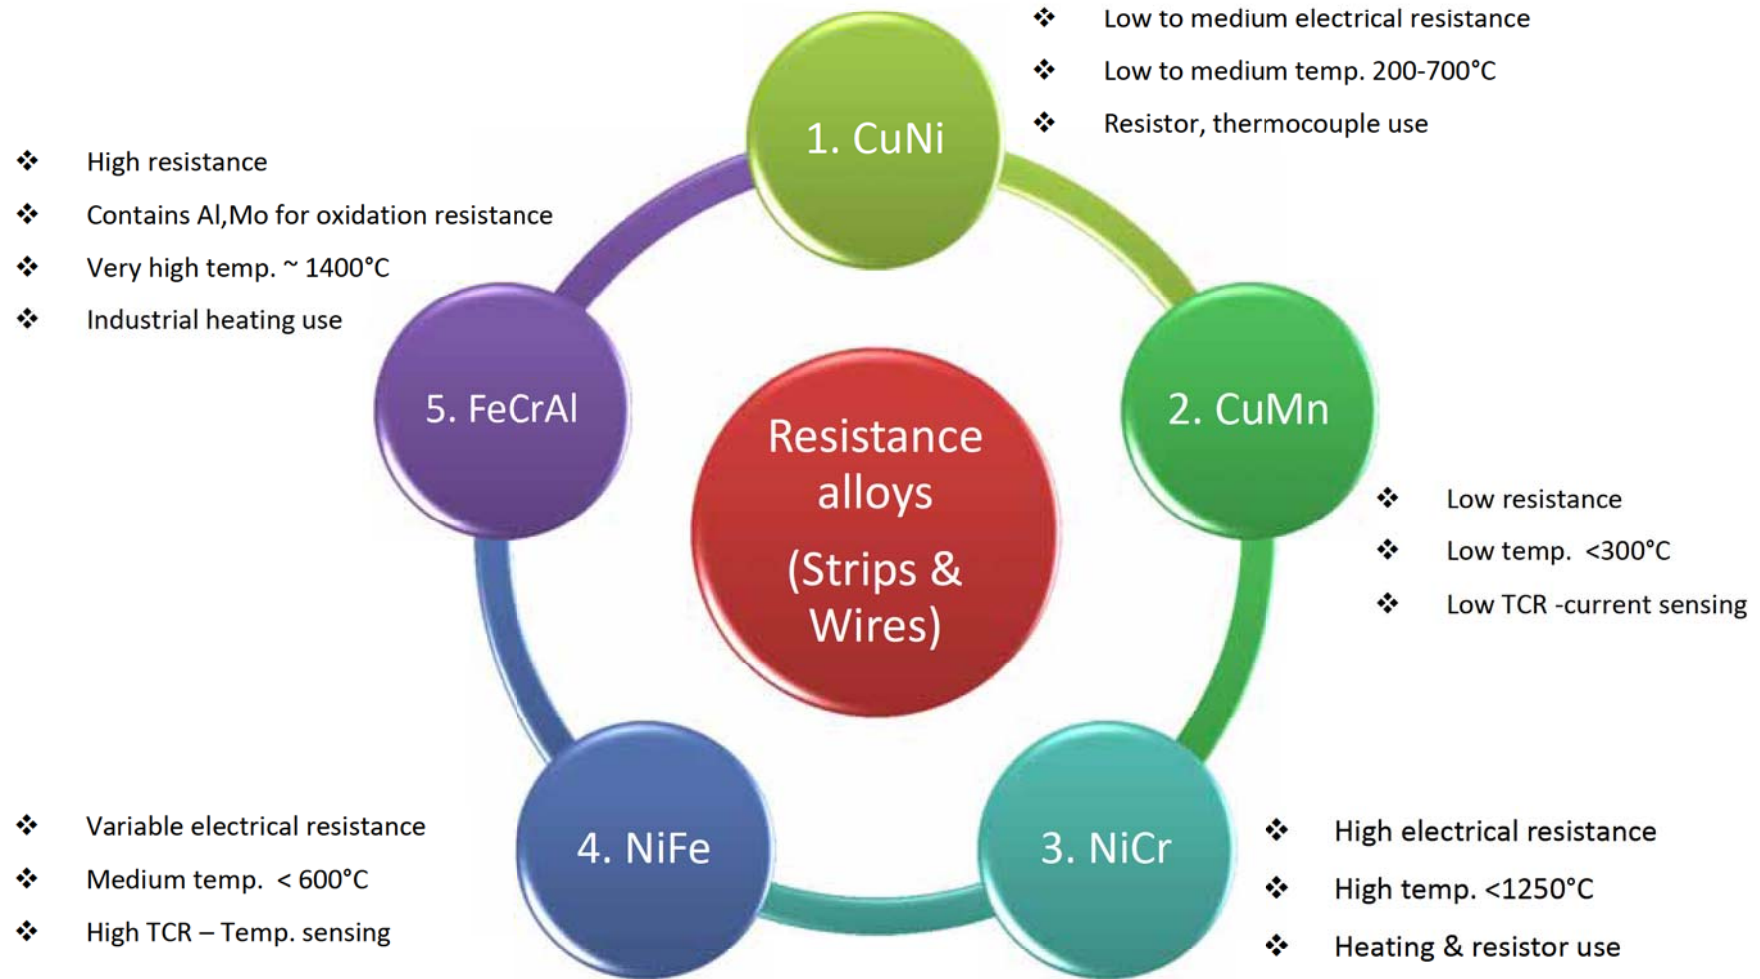 ❖ Low to medium electrical resistance
❖ Low to medium temp. 200-700°C
❖ Resistor, thermocouple use
1. CuNi
❖ High resistance
❖ Contains Al,Mo for oxidation resistance
❖ Very high temp. ~ 1400°C
❖ Industrial heating use
5. FeCrAl
2. CuMn
Resistance
alloys
(Strips &
Wires)
❖ Low resistance
❖ Low temp. <300°C
❖ Low TCR -current sensing
❖ Variable electrical resistance
❖ Medium temp. < 600°C
❖ High TCR – Temp. sensing
4. NiFe
3. NiCr
❖ High electrical resistance
❖ High temp. <1250°C
❖ Heating & resistor use